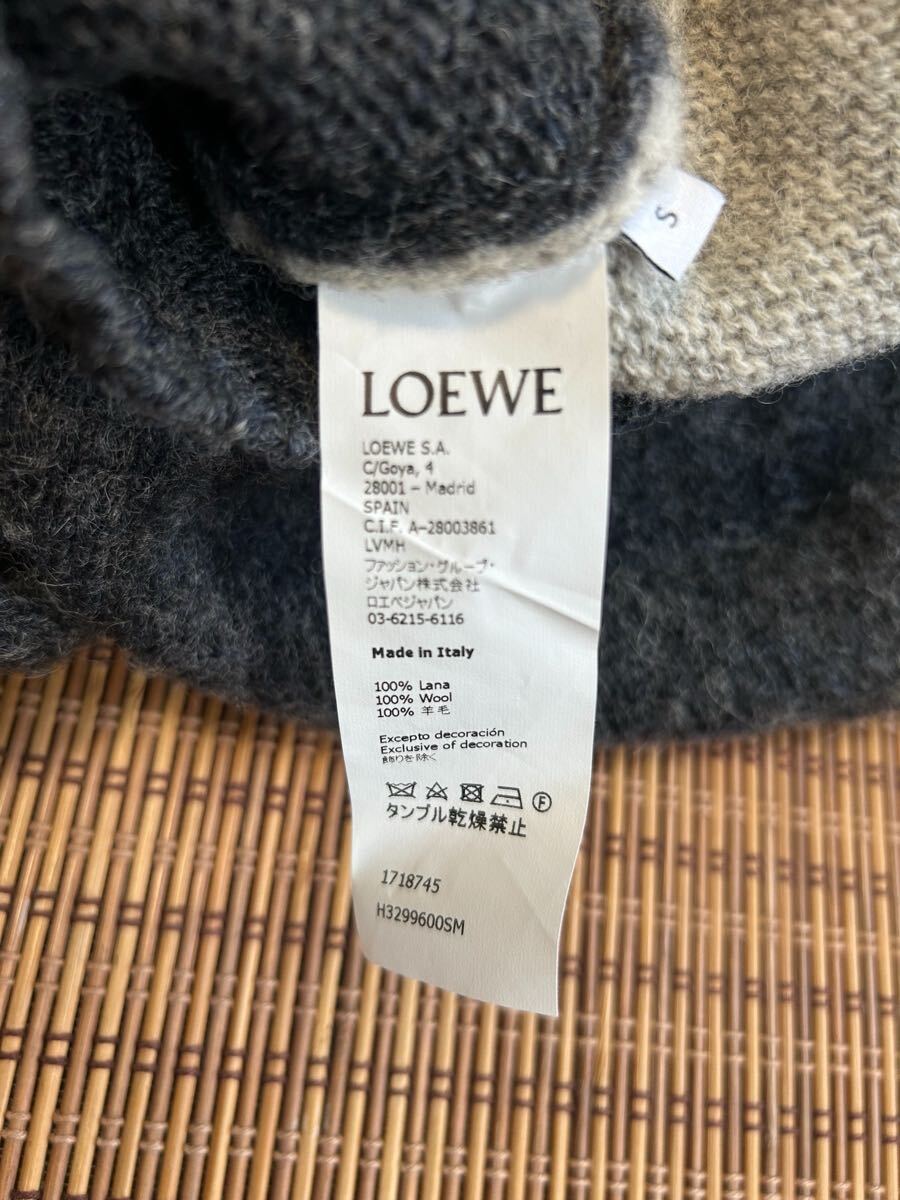 S
LOEWE
LOEWE S.A.
C/Goya, 4
28001 – Madrid
SPAIN
C.I.F. A-28003861
LVMH
ファッション・グループ・
ジャパン株式会社
ロエベジャパン
03-6215-6116
Made in Italy
100% Lana
100% Wool
100% 羊毛
Excepto decoración
Exclusive of decoration
飾りを除く
F
タンブル乾燥禁止
1718745
H3299600SM